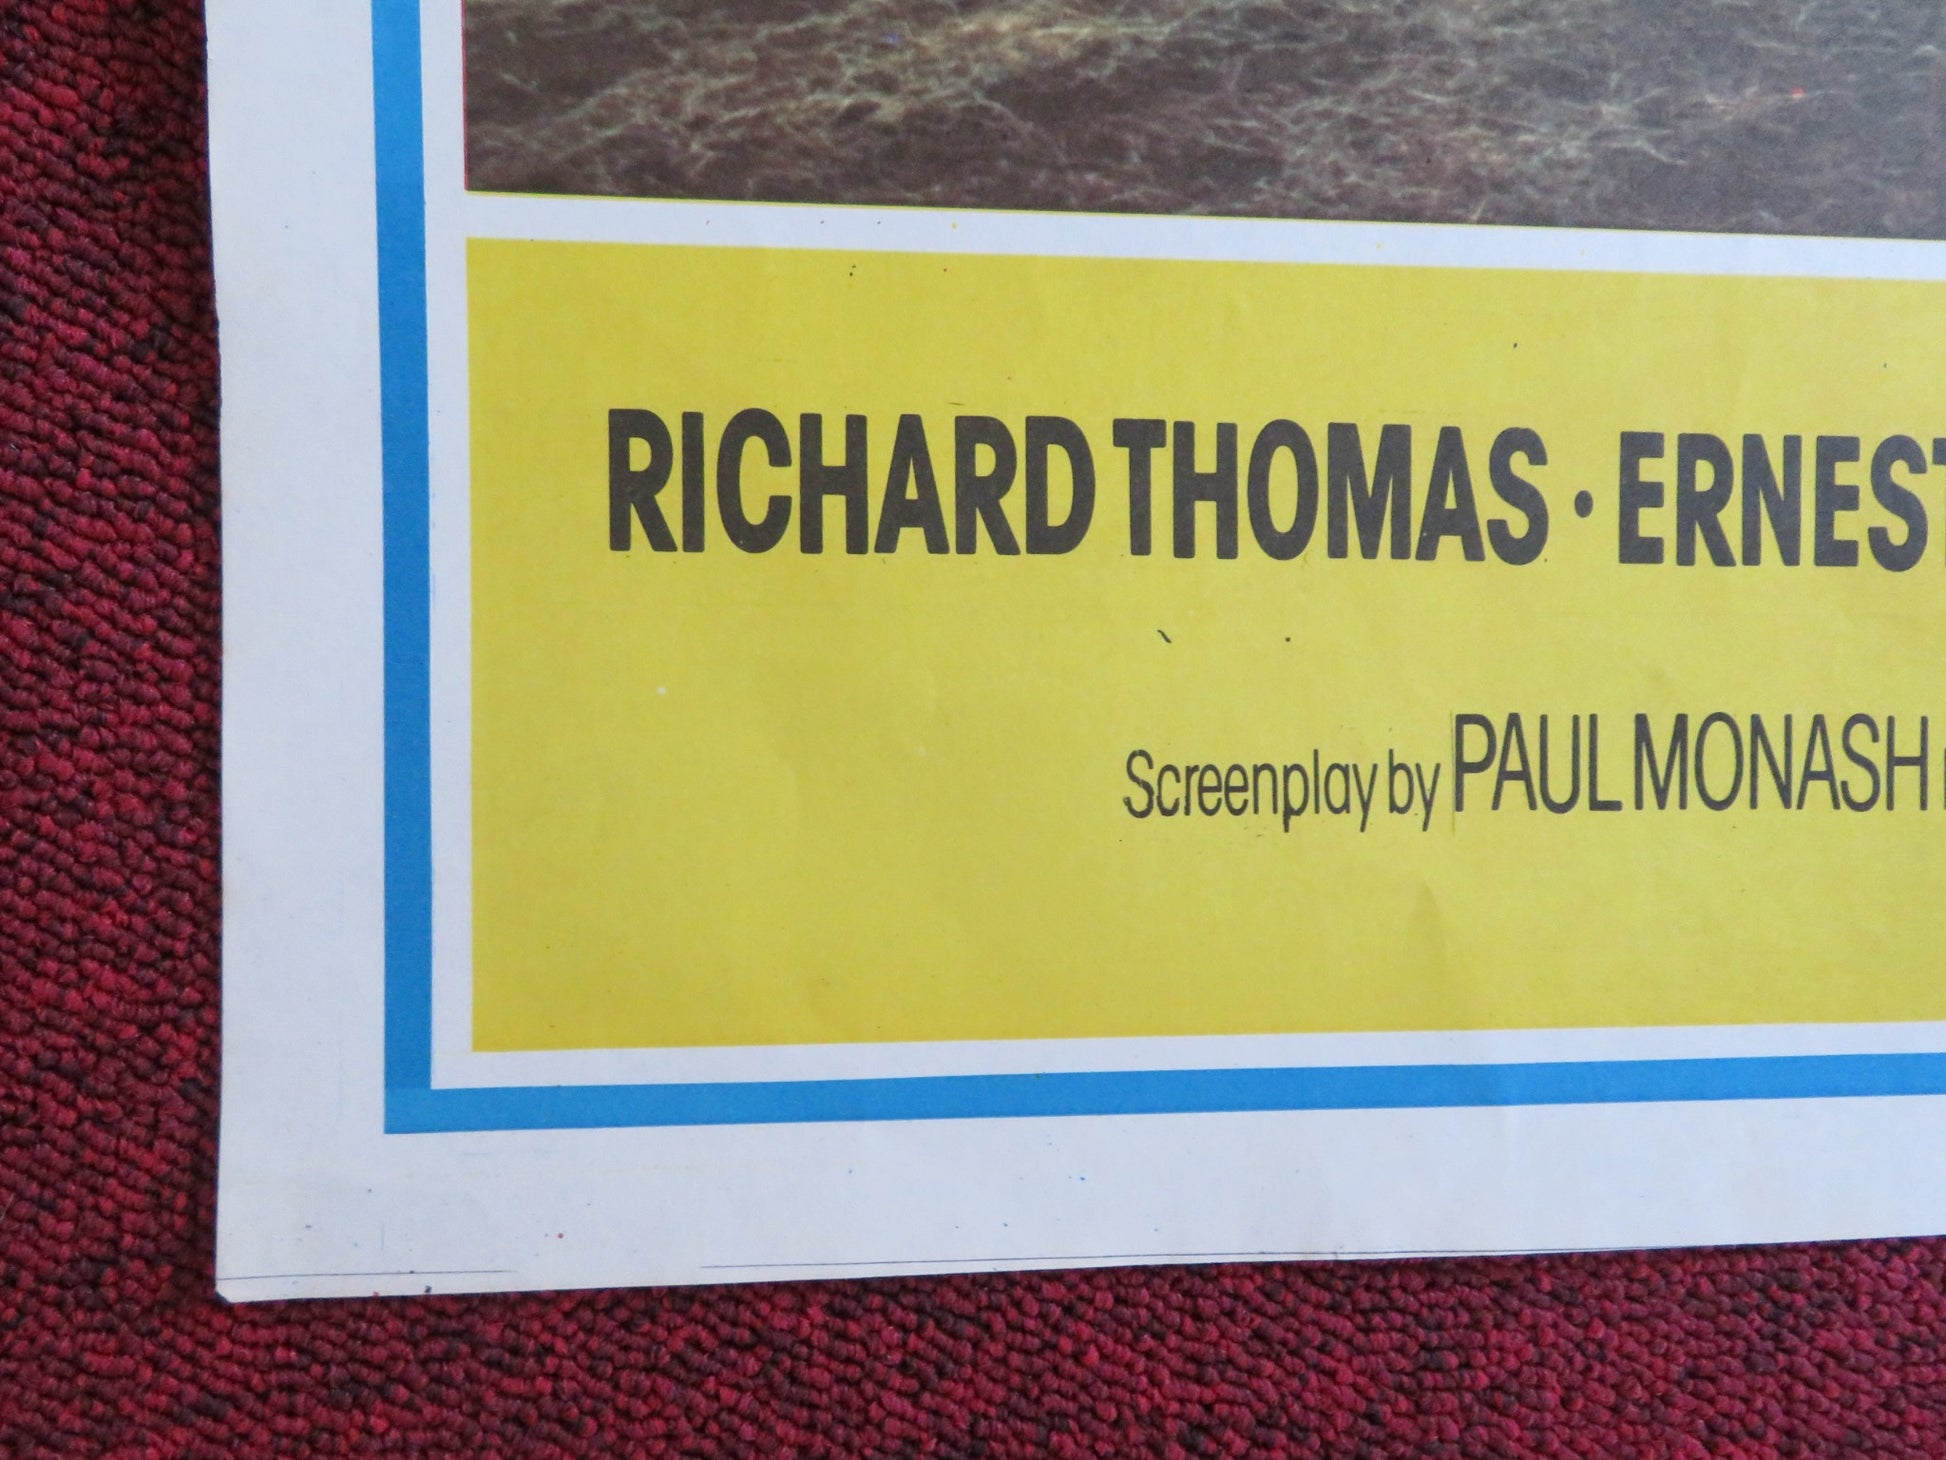 RICHARD THOMAS · ERNEST
Screenplay by PAUL MONASH